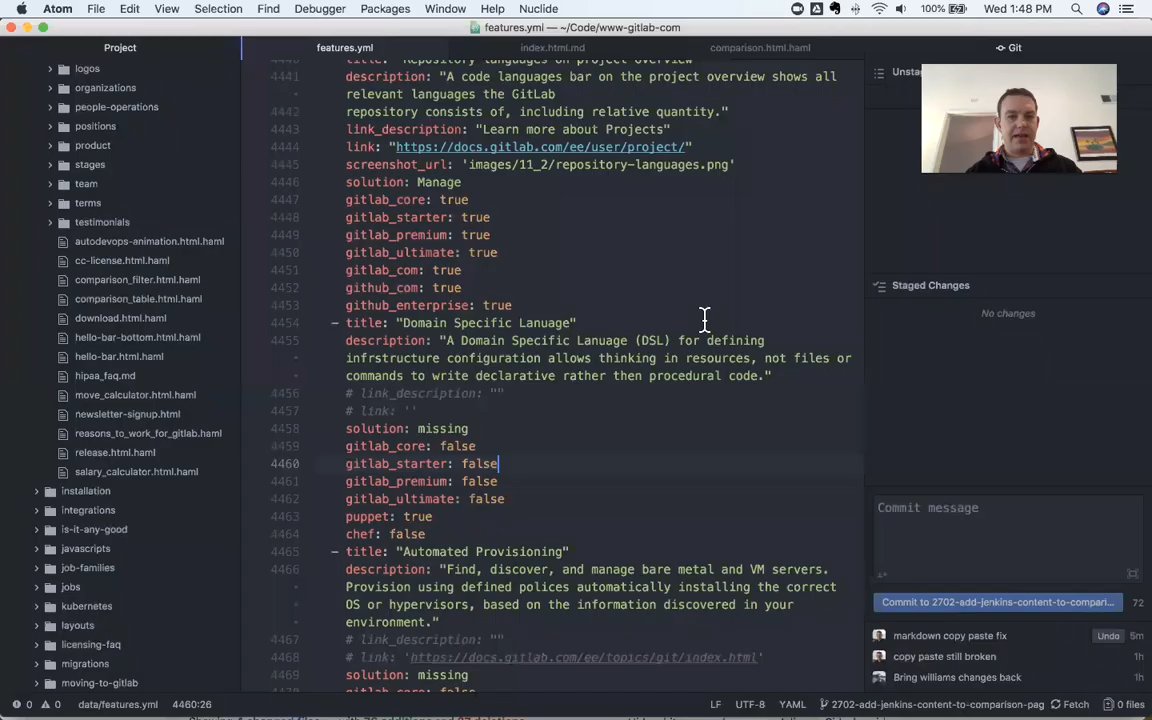 Atom File Edit View Selection Find Debugger Packages Window Nuclide Help 100% Wed 1:48 PM
features.yml — ~/Code/www-gitlab-com
Project
features.yml index.html.md comparison.html.haml Git
logos
organizations
people-operations
positions
product
stages
team
terms
testimonials
autodevops-animation.html.haml
cc-license.html.haml
comparison_filter.html.haml
comparison_table.html.haml
download.html.haml
hello-bar-bottom.html.haml
hello-bar.html.haml
hipaa_faq.md
move_calculator.html.haml
newsletter-signup.html
reasons_to_work_for_gitlab.haml
release.html.haml
salary_calculator.html.haml
installation
integrations
is-it-any-good
javascripts
job-families
jobs
kubernetes
layouts
licensing-faq
migrations
moving-to-gitlab
4440 title: "Repository languages on project overview"
4441 description: "A code languages bar on the project overview shows all
relevant languages the GitLab
4442 repository consists of, including relative quantity."
4443 link_description: "Learn more about Projects"
4444 link: "https://docs.gitlab.com/ee/user/project/"
4445 screenshot_url: 'images/11_2/repository-languages.png'
4446 solution: Manage
4447 gitlab_core: true
4448 gitlab_starter: true
4449 gitlab_premium: true
4450 gitlab_ultimate: true
4451 gitlab_com: true
4452 github_com: true
4453 github_enterprise: true
4454 - title: "Domain Specific Lanuage"
4455 description: "A Domain Specific Lanuage (DSL) for defining
infrstructure configuration allows thinking in resources, not files or
commands to write declarative rather then procedural code."
4456 # link_description: ""
4457 # link: ''
4458 solution: missing
4459 gitlab_core: false
4460 gitlab_starter: false
4461 gitlab_premium: false
4462 gitlab_ultimate: false
4463 puppet: true
4464 chef: false
4465 - title: "Automated Provisioning"
4466 description: "Find, discover, and manage bare metal and VM servers.
Provision using defined polices automatically installing the correct
OS or hypervisors, based on the information discovered in your
environment."
4467 # link_description: ""
4468 # link: 'https://docs.gitlab.com/ee/topics/git/index.html'
4469 solution: missing
gitlab_core: false
Unstag
Staged Changes
No changes
Commit message
Commit to 2702-add-jenkins-content-to-compari... 72
markdown copy paste fix Undo 5m
copy paste still broken 1h
Bring williams changes back 1h
0 0 data/features.yml 4460:26 LF UTF-8 YAML 2702-add-jenkins-content-to-comparison-pag Fetch 0 files